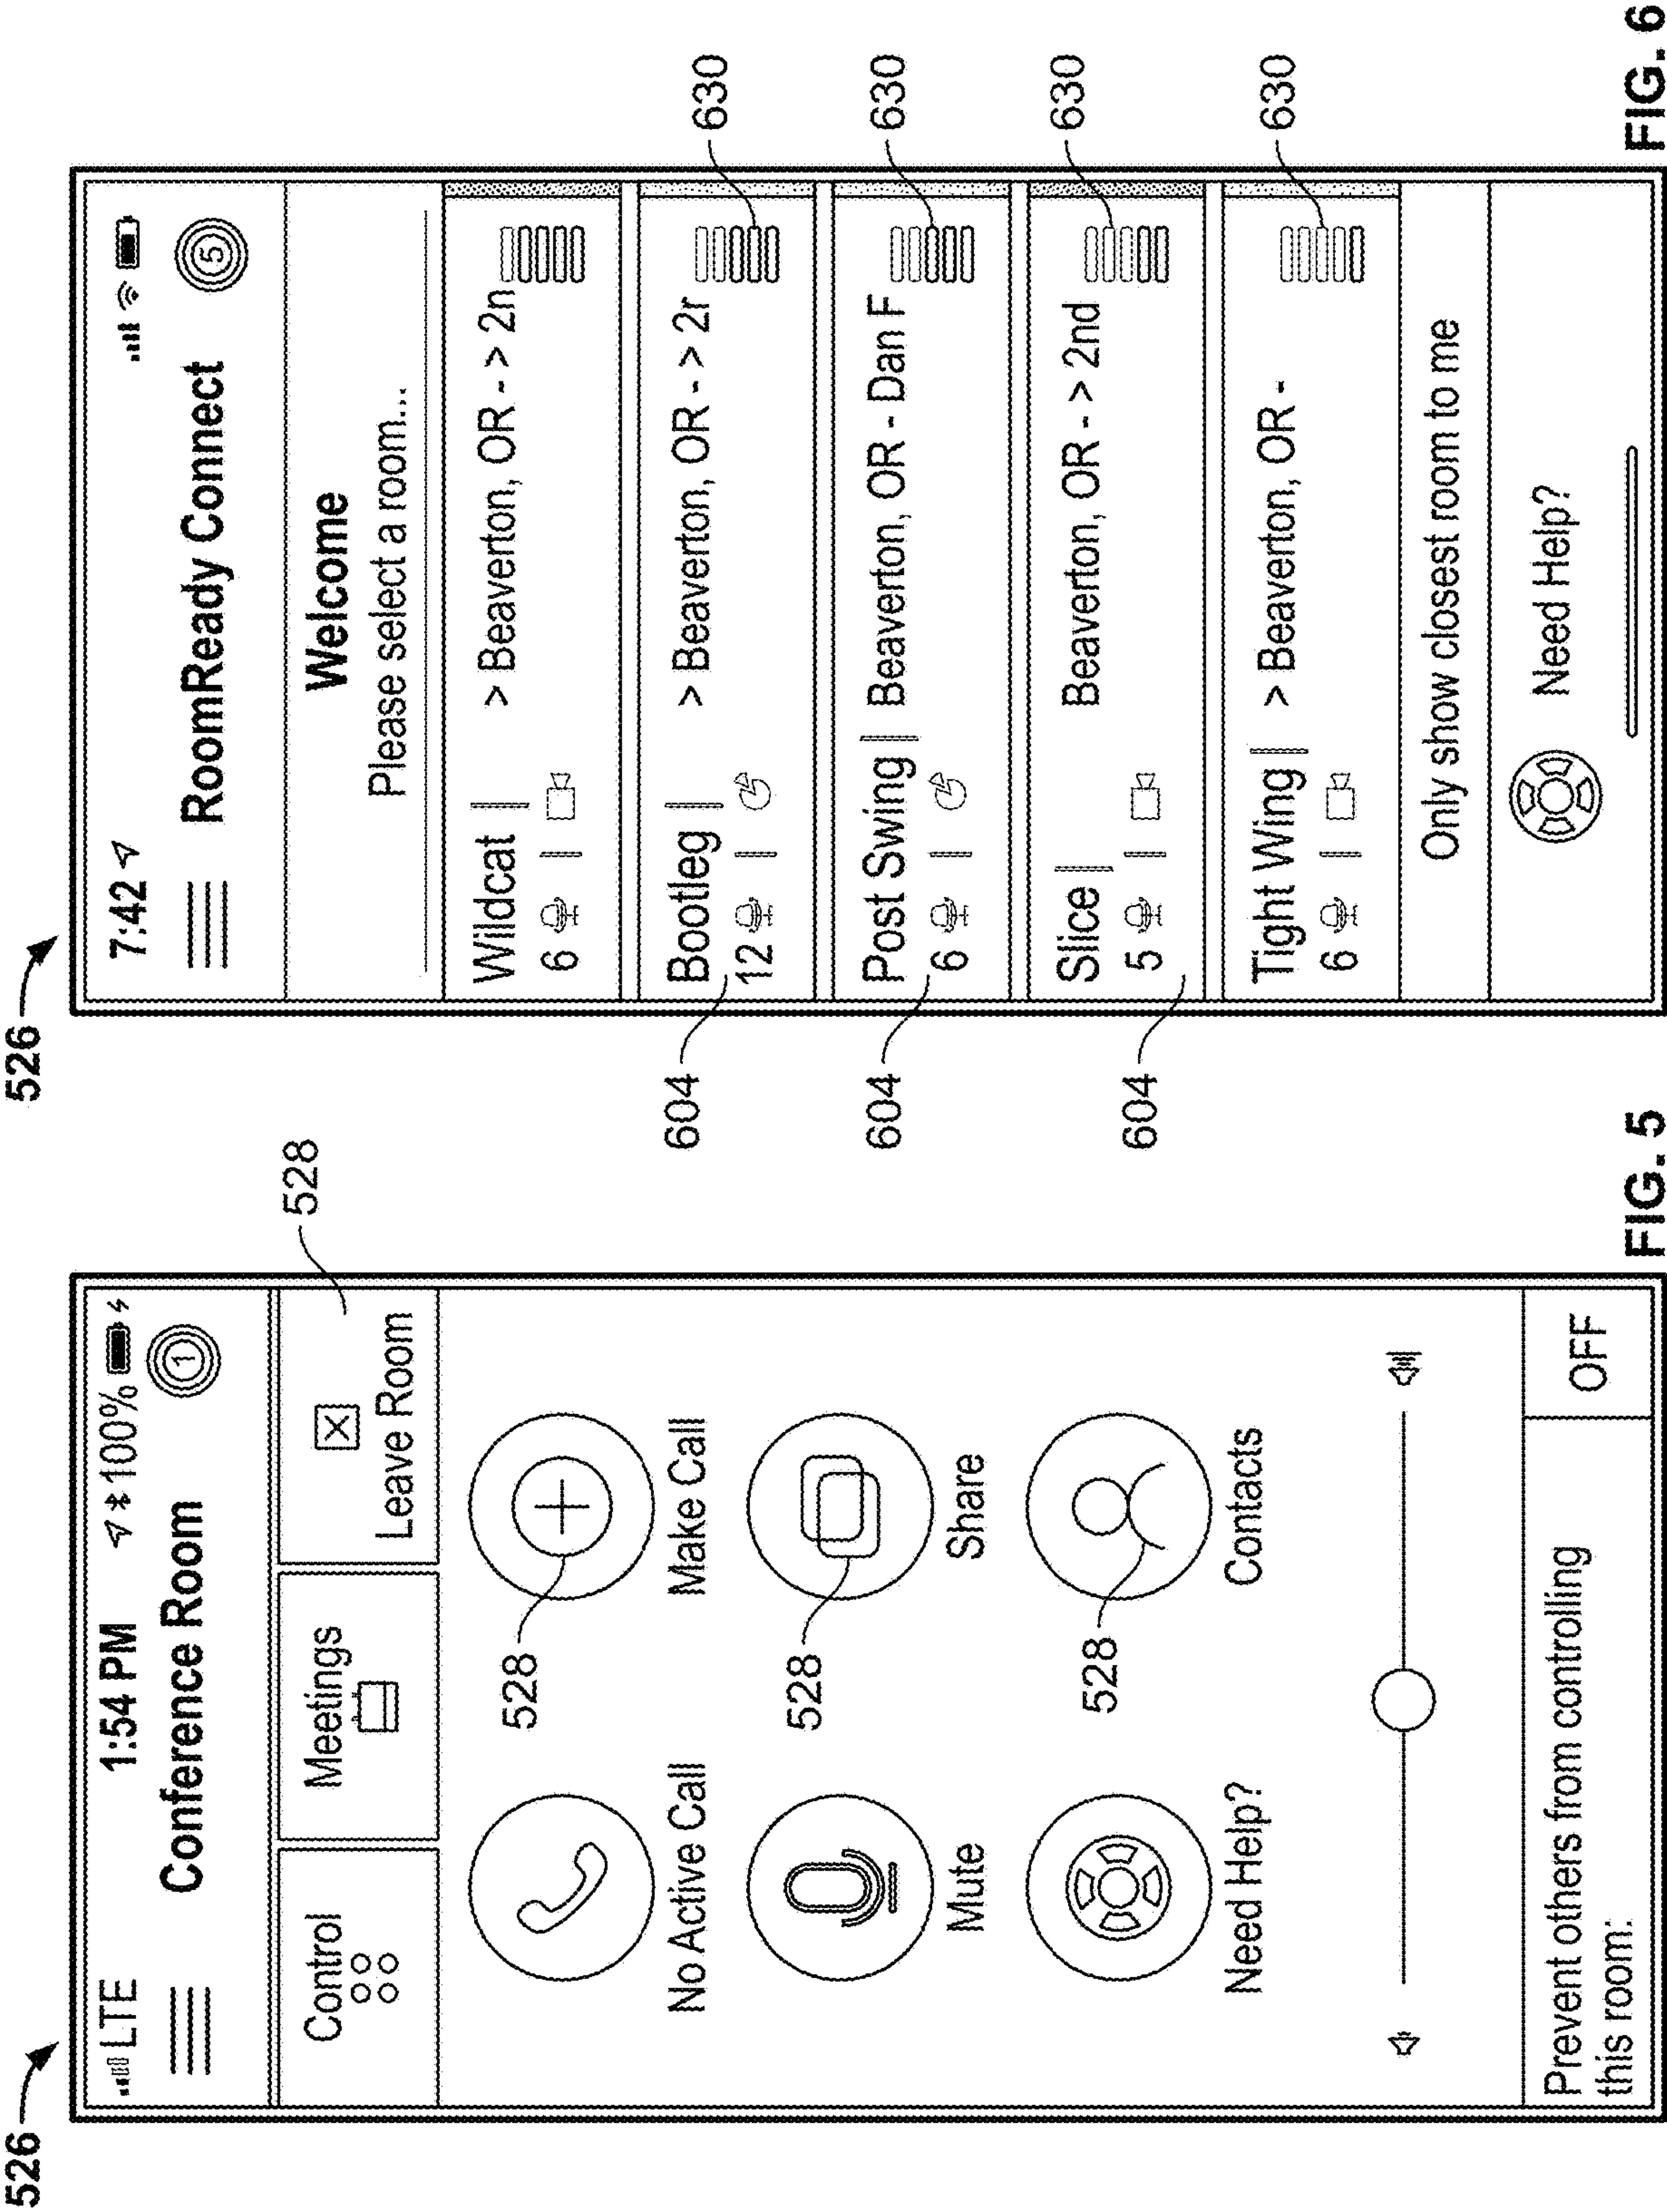 526
LTE 1:54 PM 100%
Conference Room 1
Control Meetings Leave Room
528
528
No Active Call Make Call
528
Mute Share
528
Need Help? Contacts
Prevent others from controlling
this room: OFF
FIG. 5
526
7:42
RoomReady Connect 5
Welcome
Please select a room...
Wildcat | > Beaverton, OR - > 2n
6 |
Bootleg | > Beaverton, OR - > 2r
12 |
604
630
Post Swing | Beaverton, OR - Dan F
6 |
604
630
Slice | Beaverton, OR - > 2nd
5 |
604
630
Tight Wing | > Beaverton, OR -
6 |
630
Only show closest room to me
Need Help?
FIG. 6